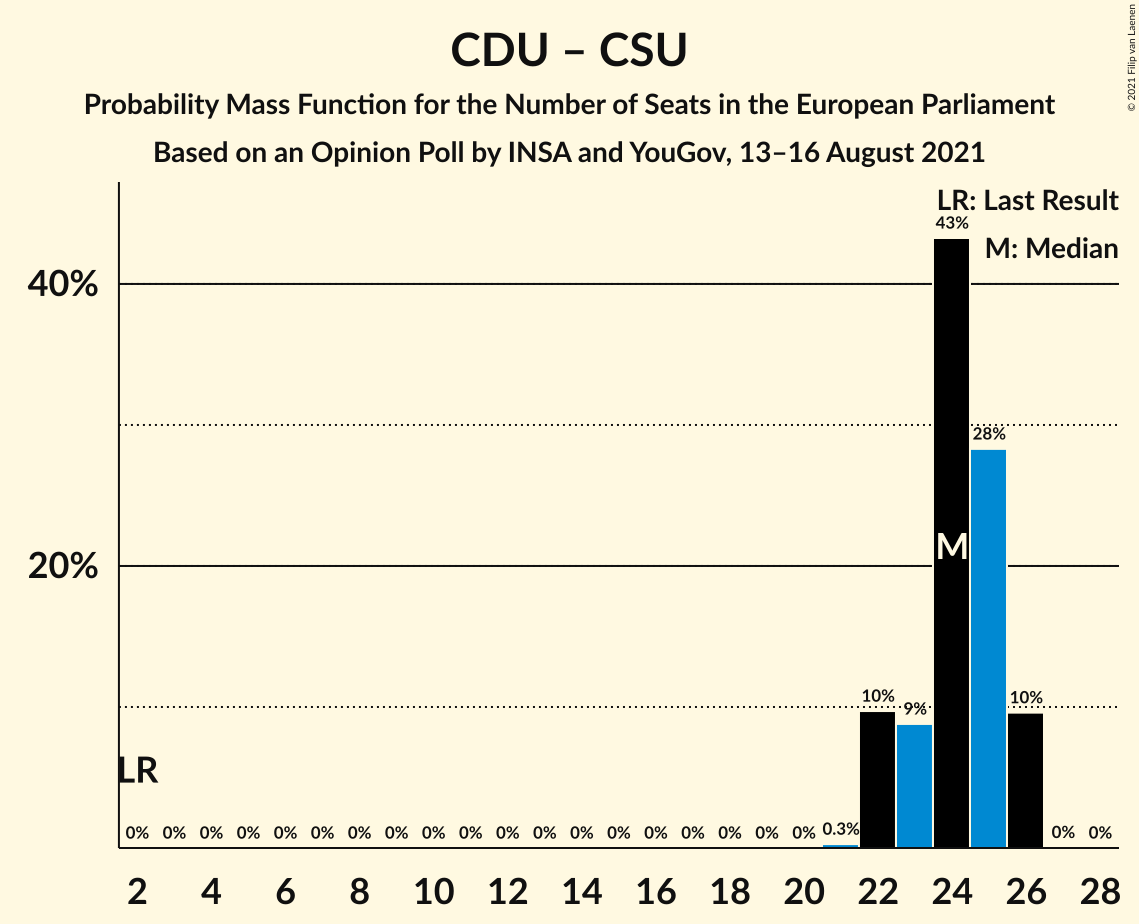 CDU – CSU
Probability Mass Function for the Number of Seats in the European Parliament
Based on an Opinion Poll by INSA and YouGov, 13–16 August 2021
© 2021 Filip van Laenen
LR: Last Result
M: Median
43%
40%
28%
M
20%
10% 9% 10%
LR
0% 0% 0% 0% 0% 0% 0% 0% 0% 0% 0% 0% 0% 0% 0% 0% 0% 0% 0% 0.3% 0% 0%
2 4 6 8 10 12 14 16 18 20 22 24 26 28